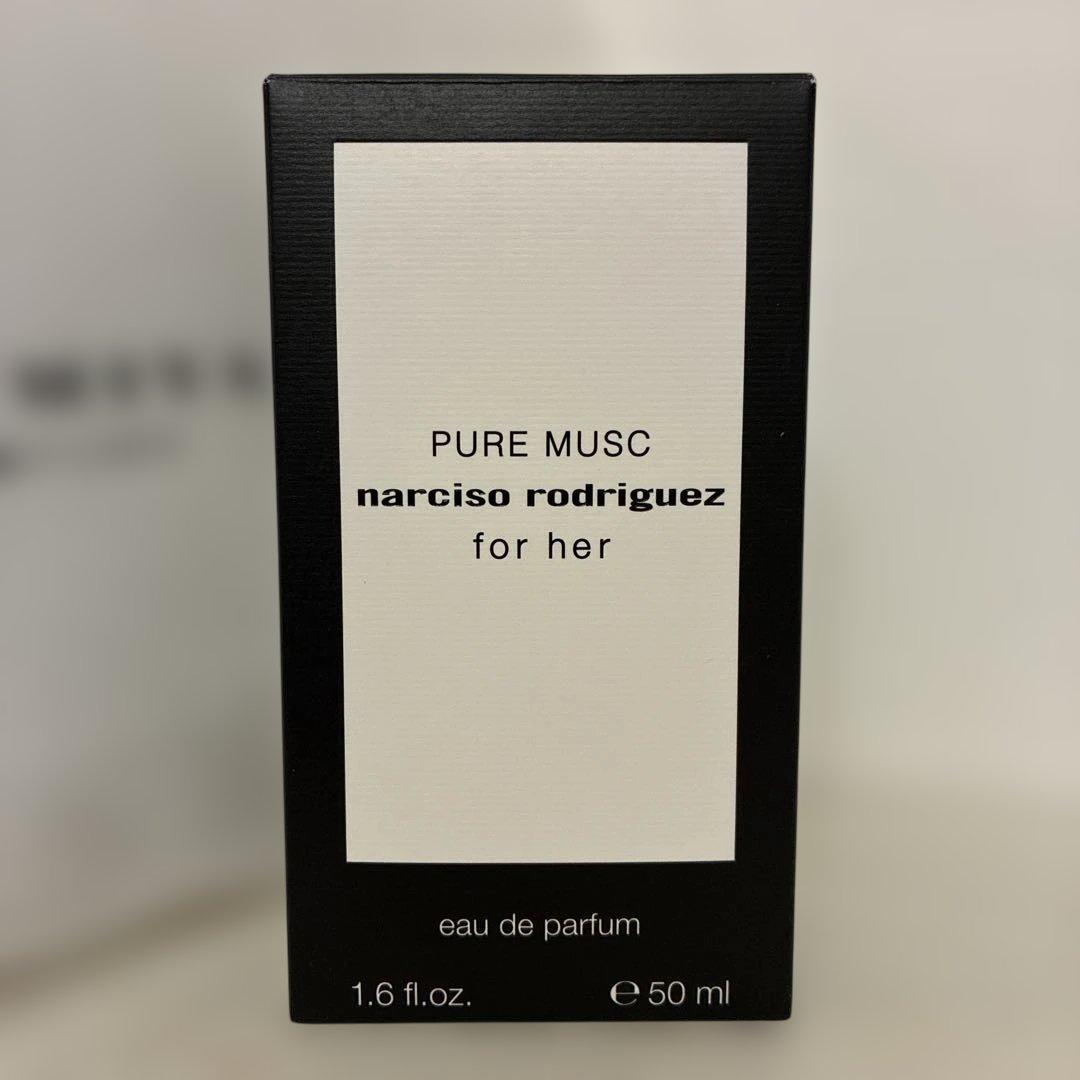 PURE MUSC
narciso rodriguez
for her
eau de parfum
1.6 fl.oz. ℮ 50 ml